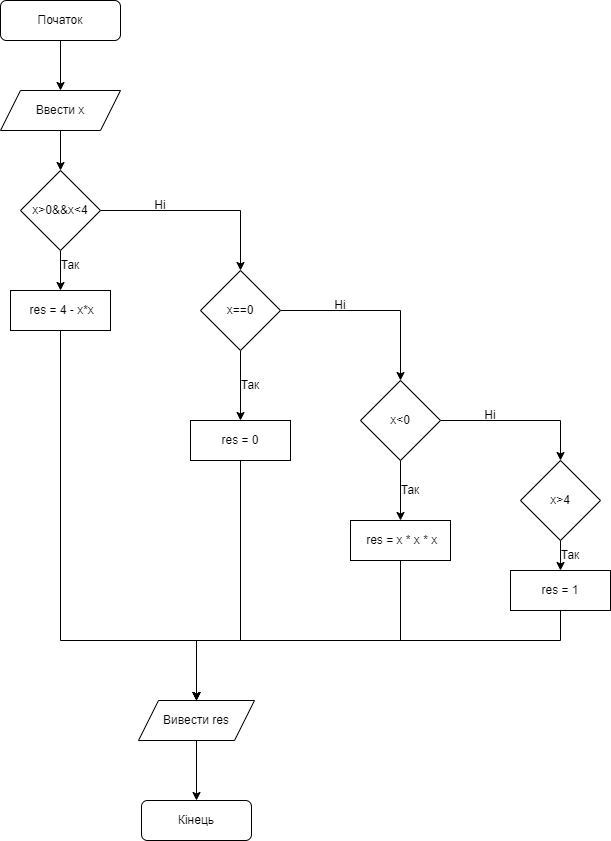 Початок
Ввести x
x>0&&x<4
Ні
Так
res = 4 - x*x
x==0
Ні
Так
res = 0
x<0
Ні
Так
res = x * x * x
x>4
Так
res = 1
Вивести res
Кінець